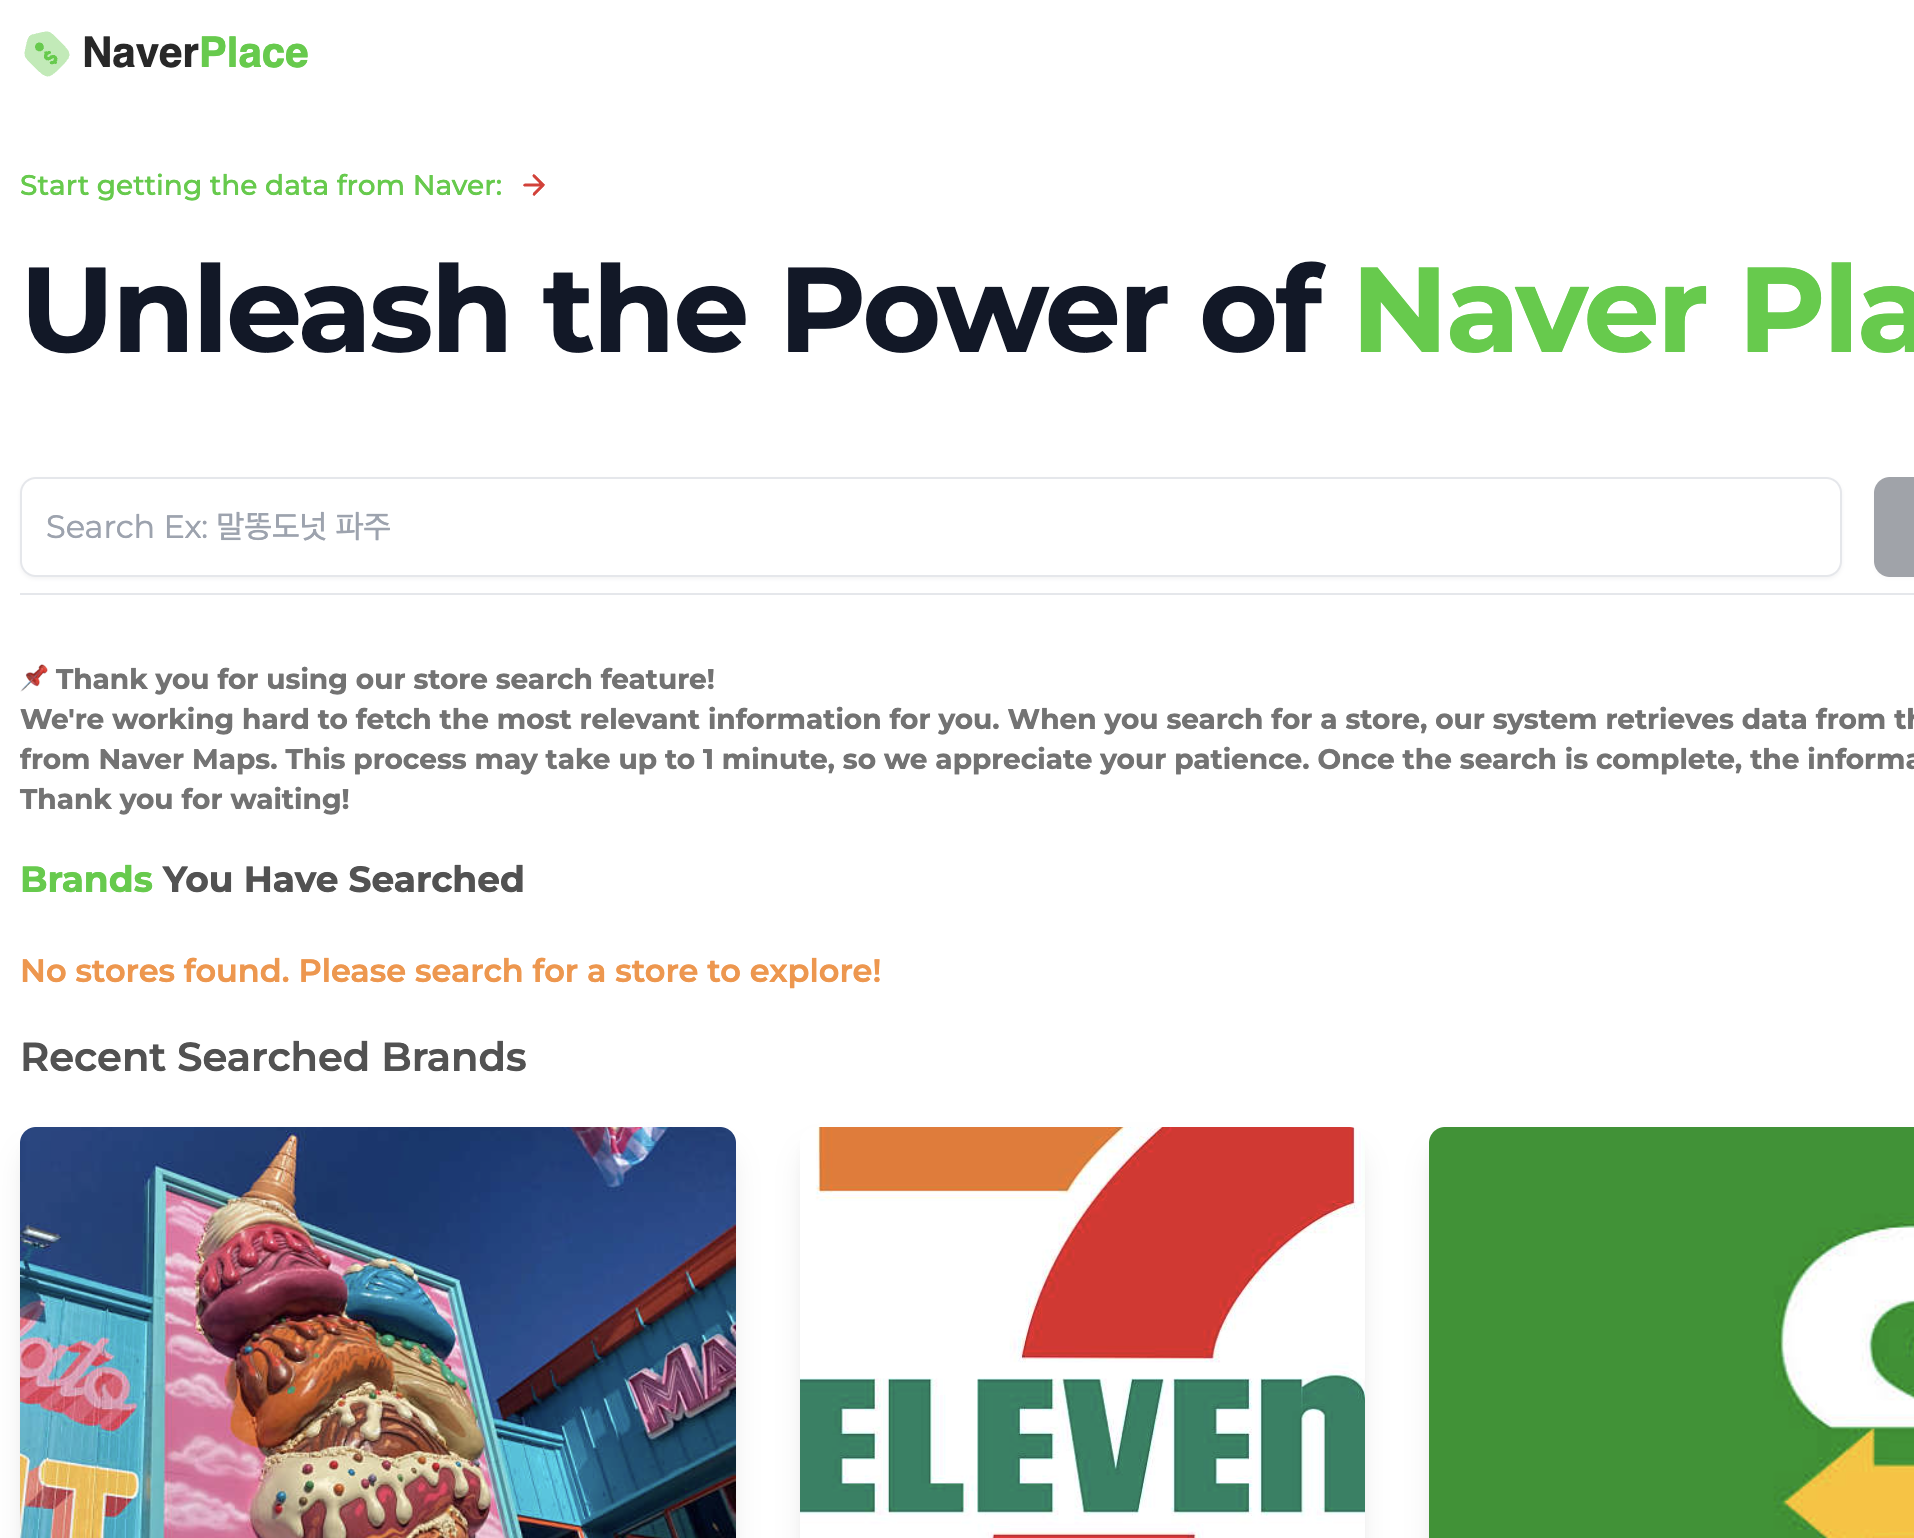 NaverPlace
Start getting the data from Naver: →
Unleash the Power of Naver Pla
Search Ex: 말똥도넛 파주
📌 Thank you for using our store search feature!
We're working hard to fetch the most relevant information for you. When you search for a store, our system retrieves data from th
from Naver Maps. This process may take up to 1 minute, so we appreciate your patience. Once the search is complete, the informa
Thank you for waiting!
Brands You Have Searched
No stores found. Please search for a store to explore!
Recent Searched Brands
MA
7
ELEVEn